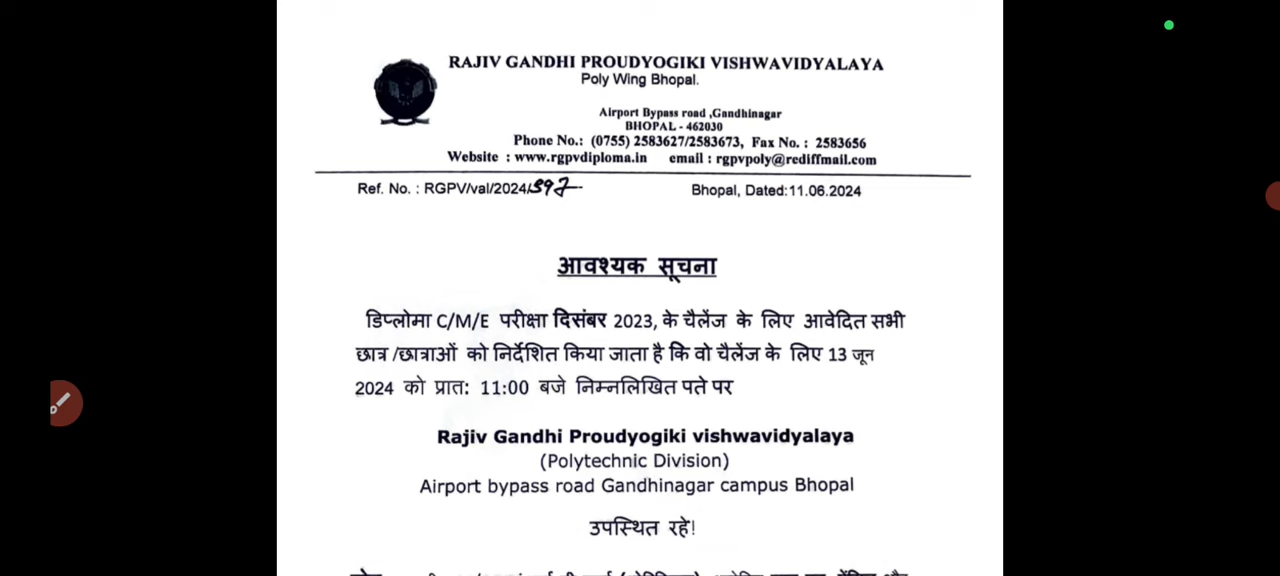 RAJIV GANDHI PROUDYOGIKI VISHWAVIDYALAYA
Poly Wing Bhopal.
Airport Bypass road ,Gandhinagar
BHOPAL - 462030
Phone No.: (0755) 2583627/2583673, Fax No. : 2583656
Website : www.rgpvdiploma.in email : rgpvpoly@rediffmail.com
Ref. No. : RGPV/val/2024/597 Bhopal, Dated:11.06.2024
आवश्यक सूचना
डिप्लोमा C/M/E परीक्षा दिसंबर 2023, के चैलेंज के लिए आवेदित सभी
छात्र /छात्राओं को निर्देशित किया जाता है कि वो चैलेंज के लिए 13 जून
2024 को प्रात: 11:00 बजे निम्नलिखित पते पर
Rajiv Gandhi Proudyogiki vishwavidyalaya
(Polytechnic Division)
Airport bypass road Gandhinagar campus Bhopal
उपस्थित रहे!